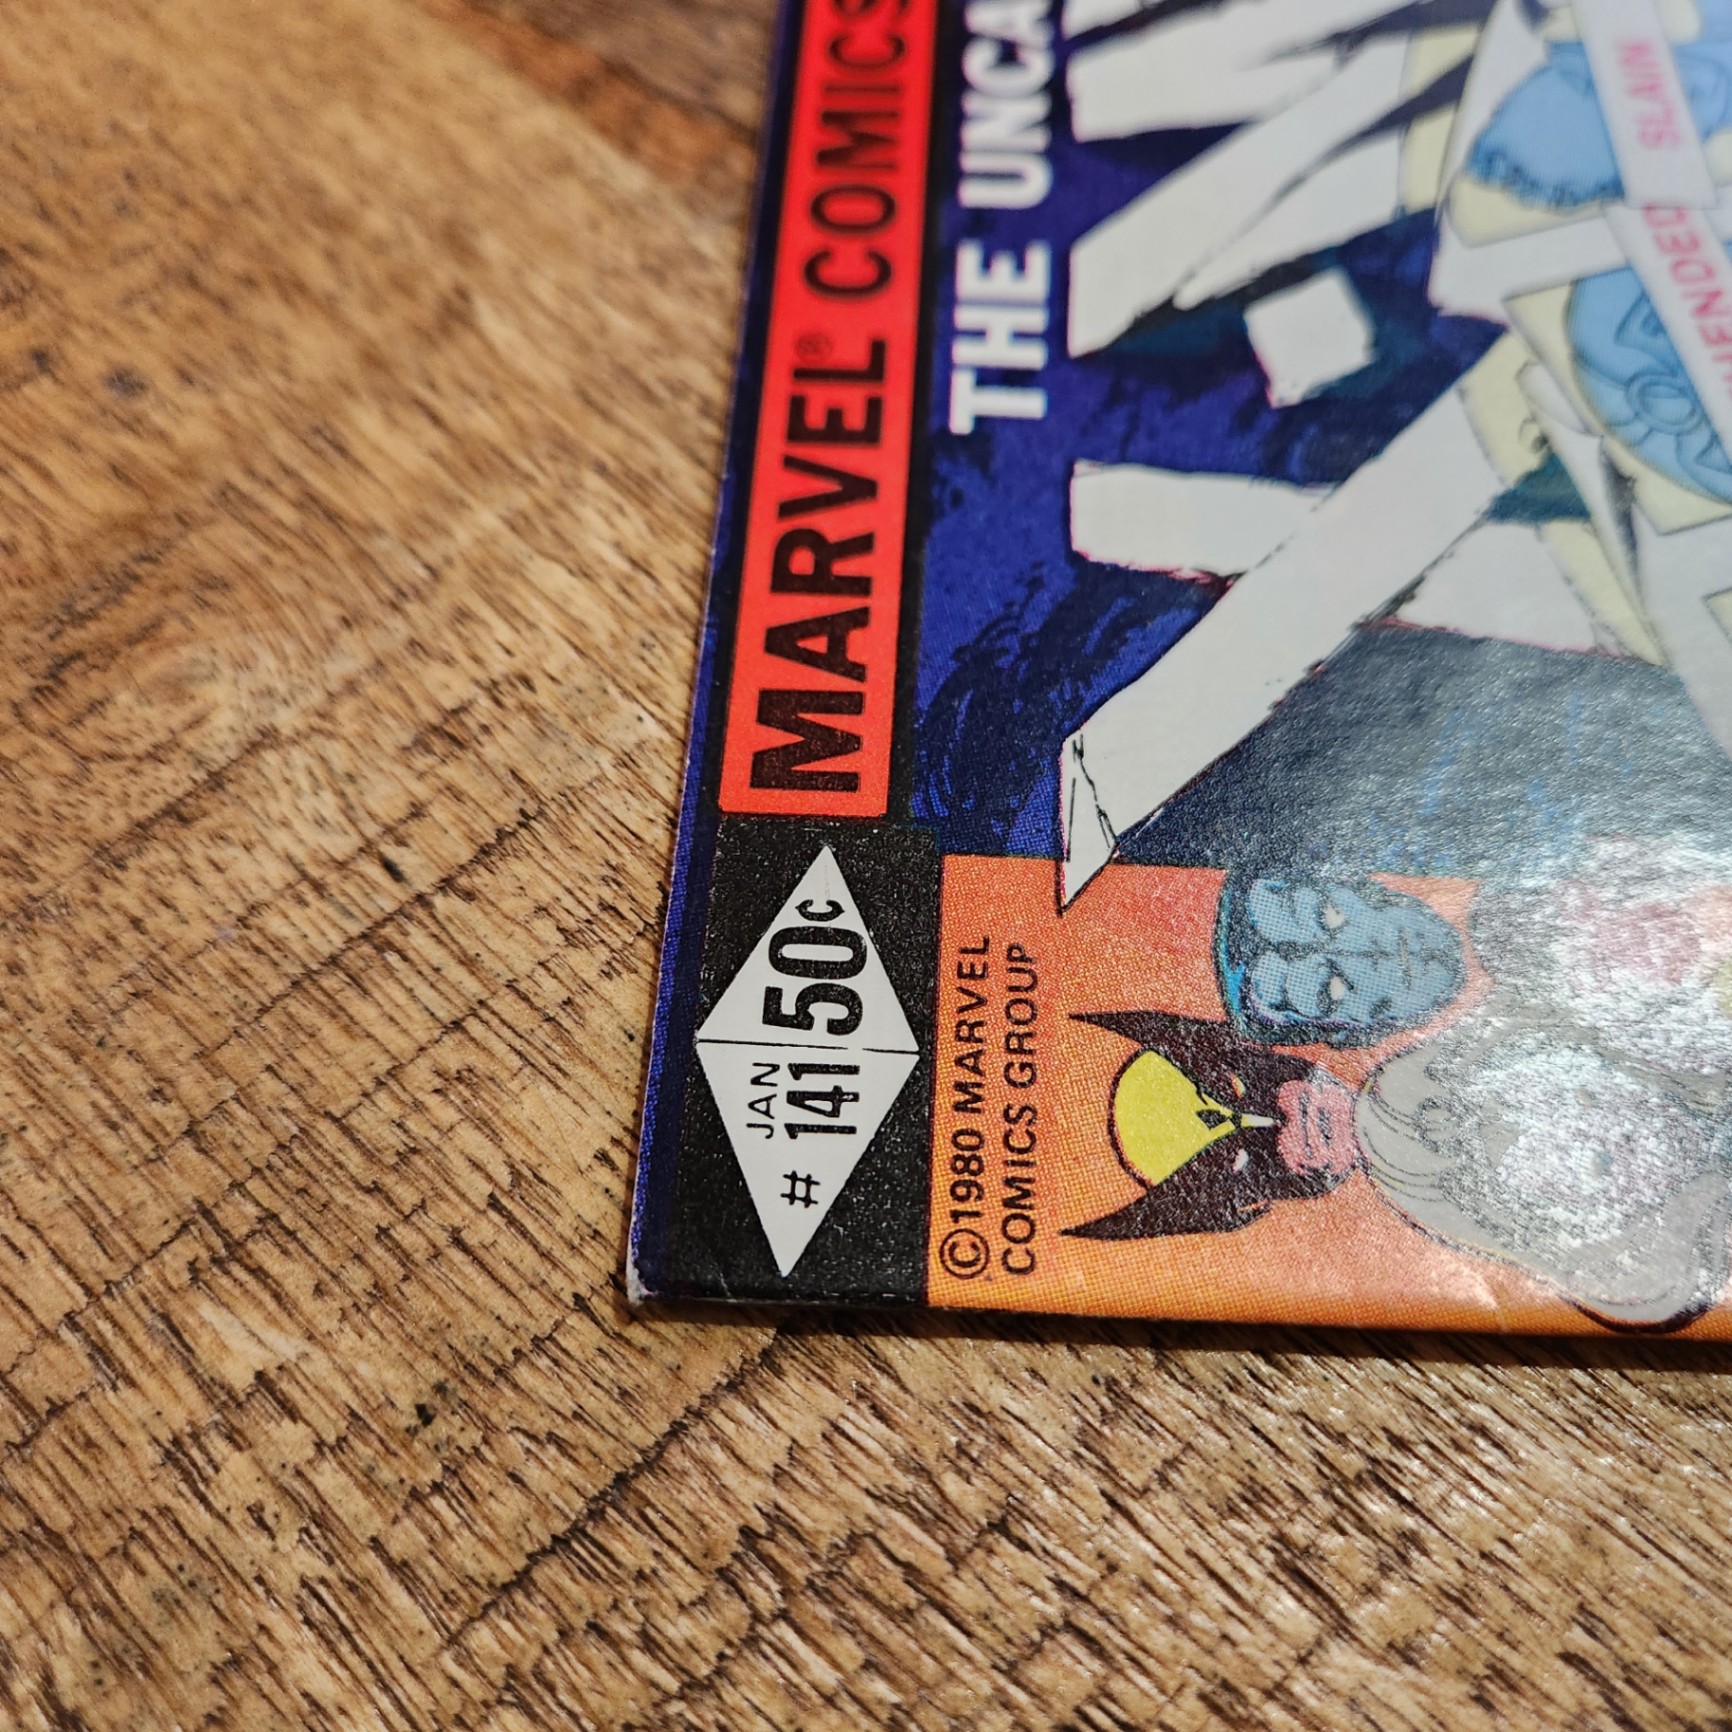 MARVEL® COMICS
50¢
JAN
# 141
©1980 MARVEL
COMICS GROUP
THE UNCA
X-
SLAIN